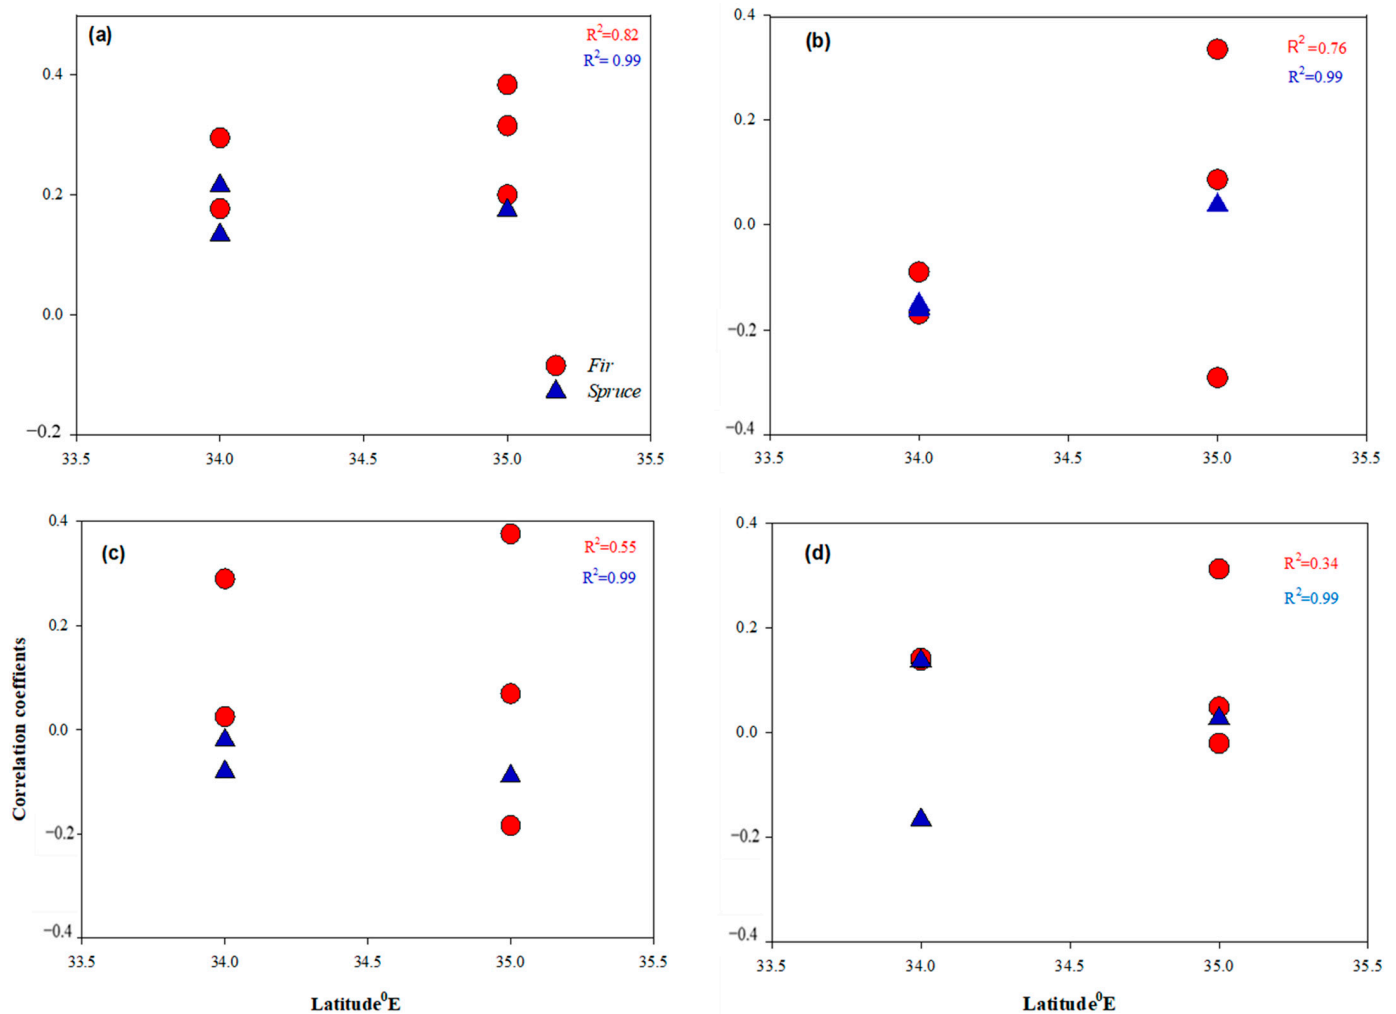 (a)
R²=0.82
R²= 0.99
0.4
0.2
0.0
−0.2
Fir
Spruce
33.5 34.0 34.5 35.0 35.5
(b)
R²=0.76
R²=0.99
0.4
0.2
0.0
−0.2
−0.4
33.5 34.0 34.5 35.0 35.5
(c)
R²=0.55
R²=0.99
0.4
0.2
0.0
−0.2
−0.4
33.5 34.0 34.5 35.0 35.5
Correlation coeffients
Latitude⁰E
(d)
R²=0.34
R²=0.99
0.4
0.2
0.0
−0.2
−0.4
33.5 34.0 34.5 35.0 35.5
Latitude⁰E